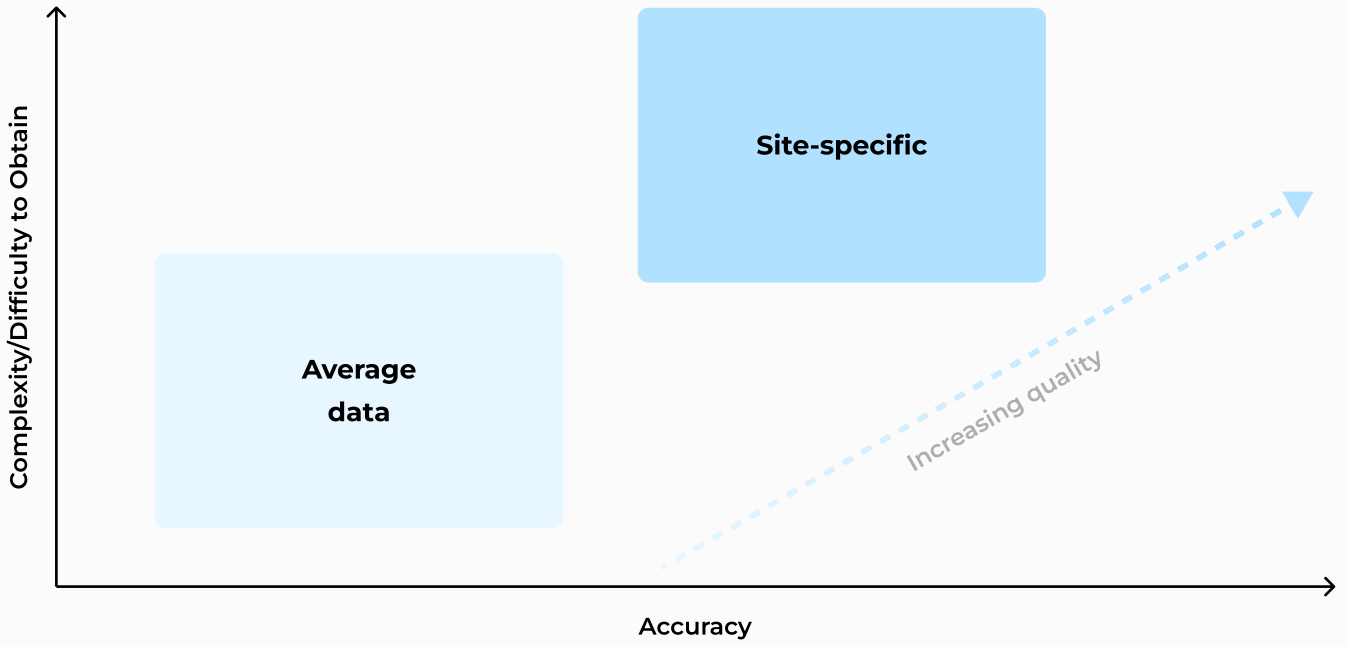 Complexity/Difficulty to Obtain
Site-specific
Average
data
Increasing quality
Accuracy